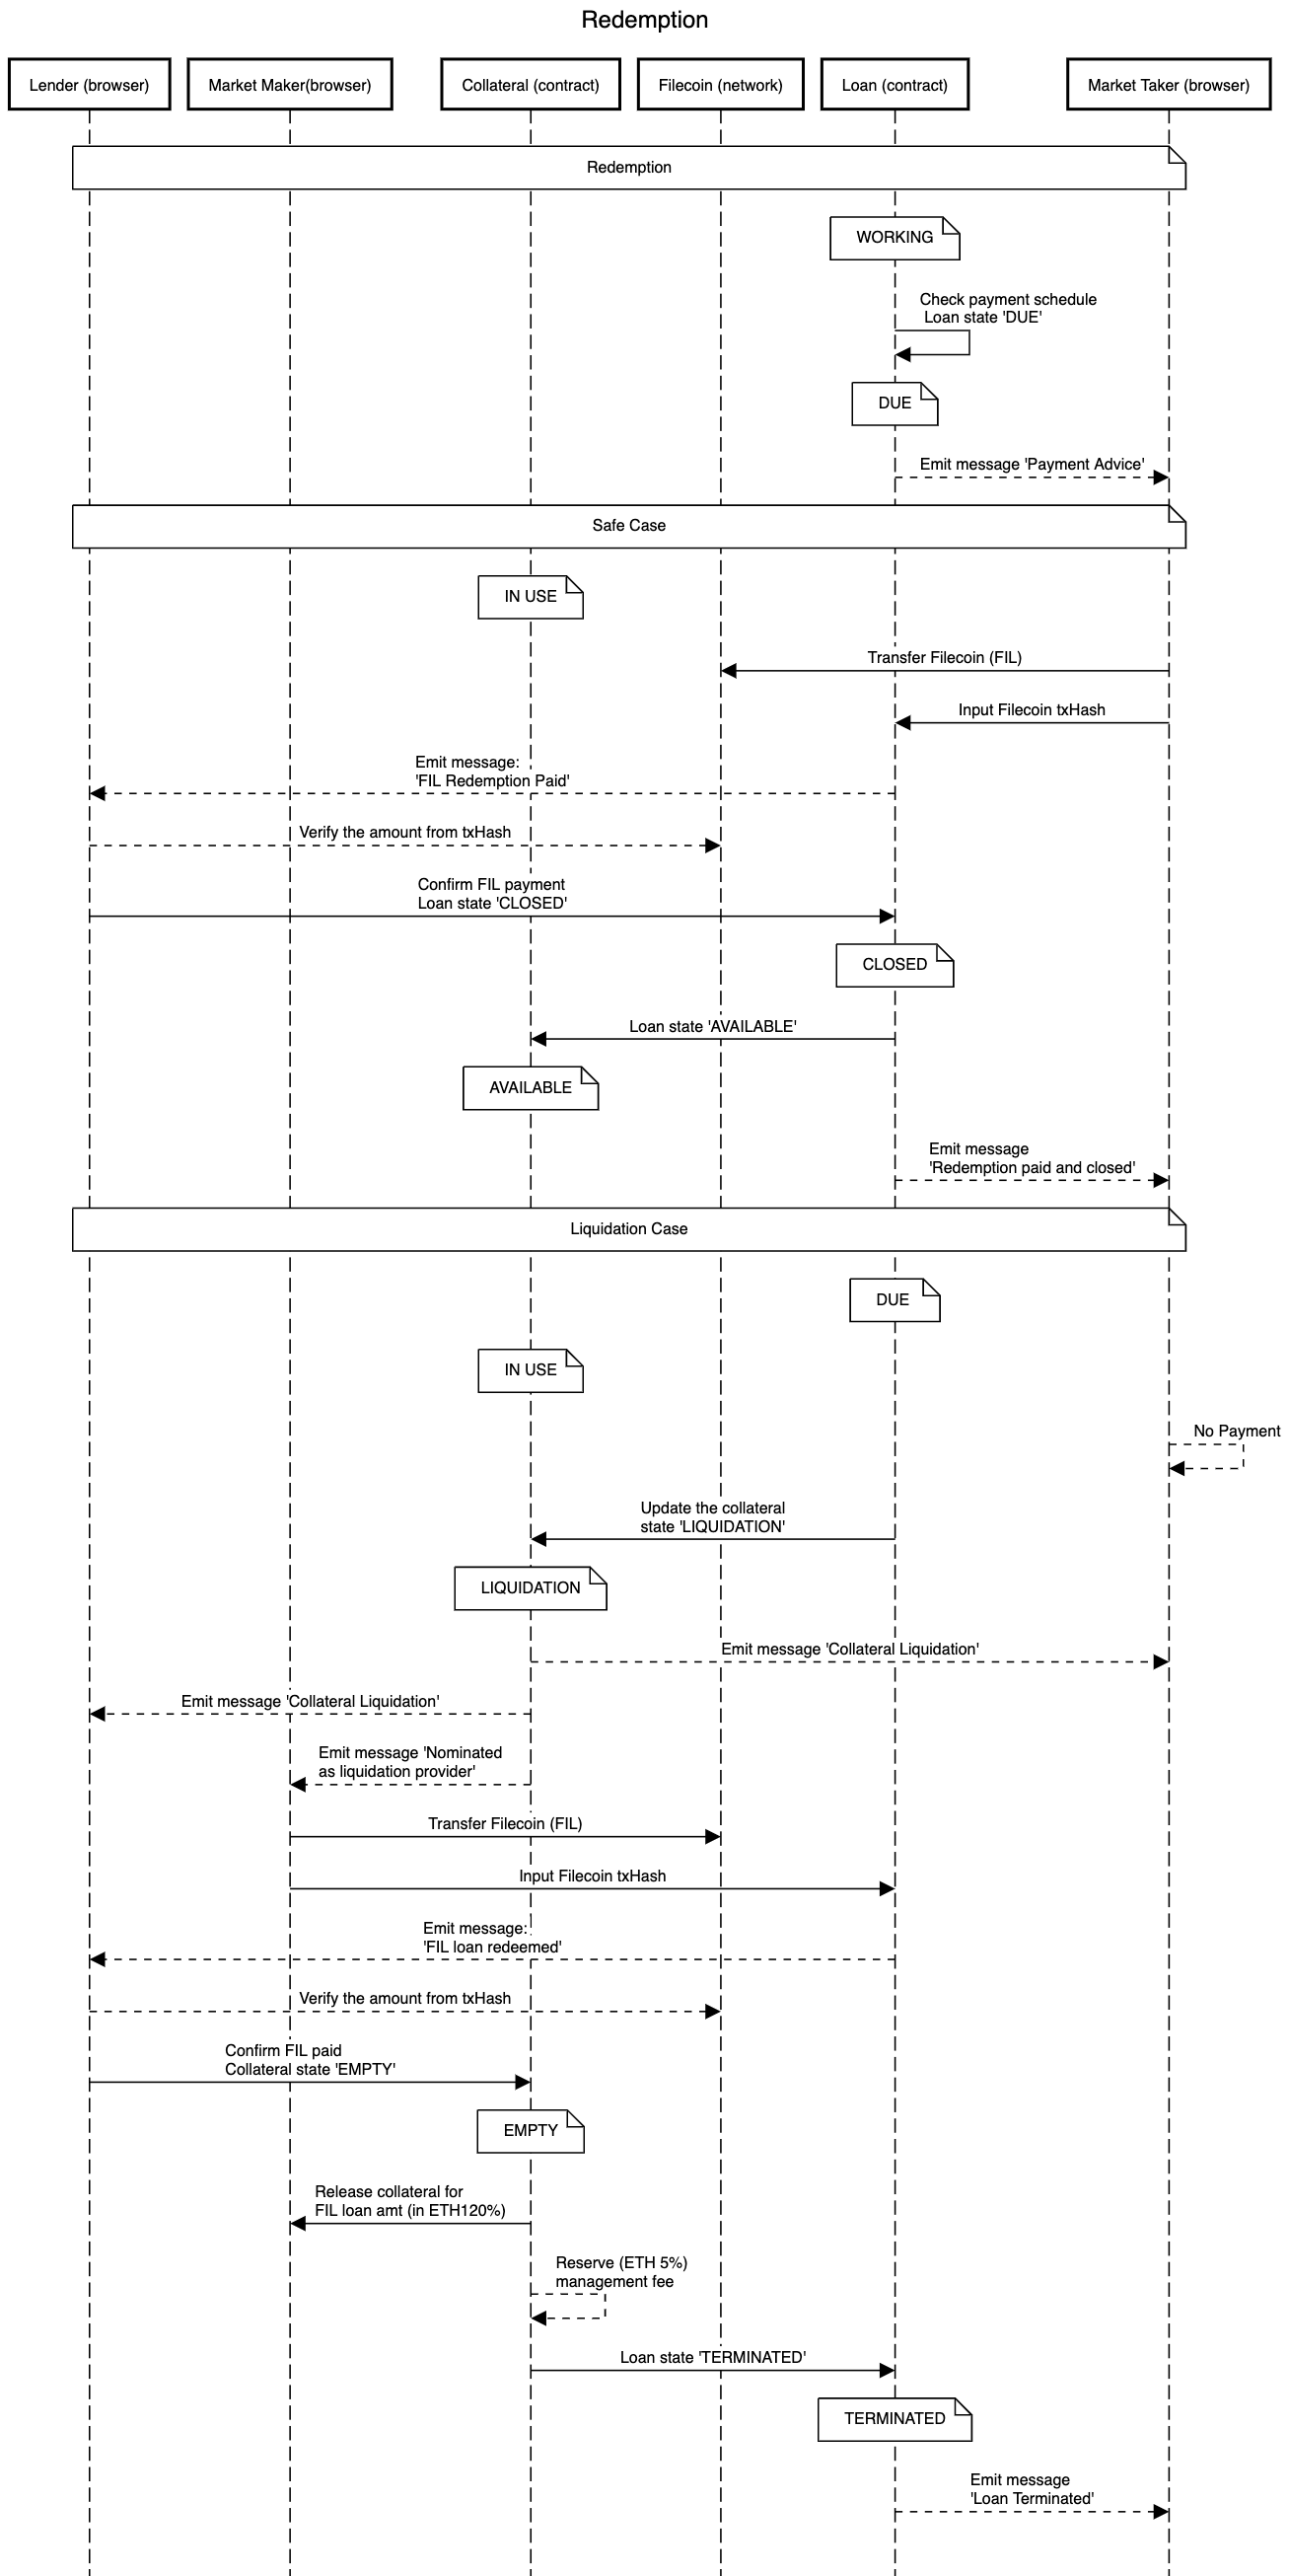 Redemption
Lender (browser)
Market Maker(browser)
Collateral (contract)
Filecoin (network)
Loan (contract)
Market Taker (browser)
Redemption
WORKING
Check payment schedule
Loan state 'DUE'
DUE
Emit message 'Payment Advice'
Safe Case
IN USE
Transfer Filecoin (FIL)
Input Filecoin txHash
Emit message:
'FIL Redemption Paid'
Verify the amount from txHash
Confirm FIL payment
Loan state 'CLOSED'
CLOSED
Loan state 'AVAILABLE'
AVAILABLE
Emit message
'Redemption paid and closed'
Liquidation Case
DUE
IN USE
No Payment
Update the collateral
state 'LIQUIDATION'
LIQUIDATION
Emit message 'Collateral Liquidation'
Emit message 'Collateral Liquidation'
Emit message 'Nominated
as liquidation provider'
Transfer Filecoin (FIL)
Input Filecoin txHash
Emit message:
'FIL loan redeemed'
Verify the amount from txHash
Confirm FIL paid
Collateral state 'EMPTY'
EMPTY
Release collateral for
FIL loan amt (in ETH120%)
Reserve (ETH 5%)
management fee
Loan state 'TERMINATED'
TERMINATED
Emit message
'Loan Terminated'